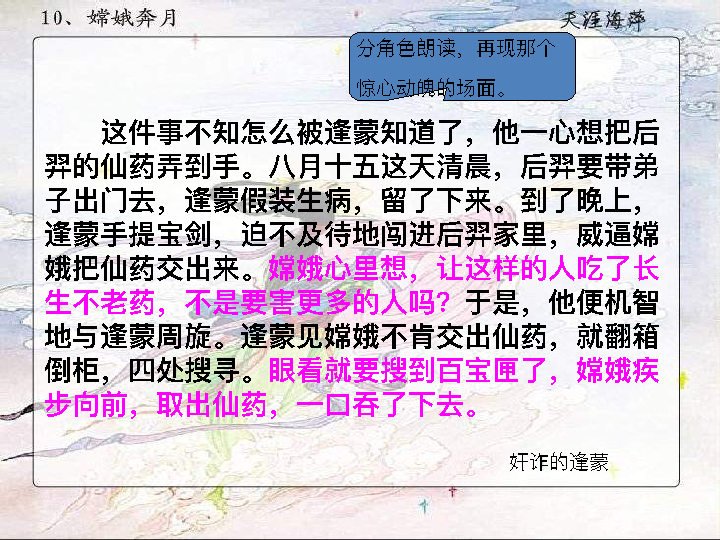 10、嫦娥奔月
天涯海萍
分角色朗读，再现那个
惊心动魄的场面。
这件事不知怎么被逢蒙知道了，他一心想把后
羿的仙药弄到手。八月十五这天清晨，后羿要带弟
子出门去，逢蒙假装生病，留了下来。到了晚上，
逢蒙手提宝剑，迫不及待地闯进后羿家里，威逼嫦
娥把仙药交出来。嫦娥心里想，让这样的人吃了长
生不老药，不是要害更多的人吗？于是，他便机智
地与逢蒙周旋。逢蒙见嫦娥不肯交出仙药，就翻箱
倒柜，四处搜寻。眼看就要搜到百宝匣了，嫦娥疾
步向前，取出仙药，一口吞了下去。
奸诈的逢蒙